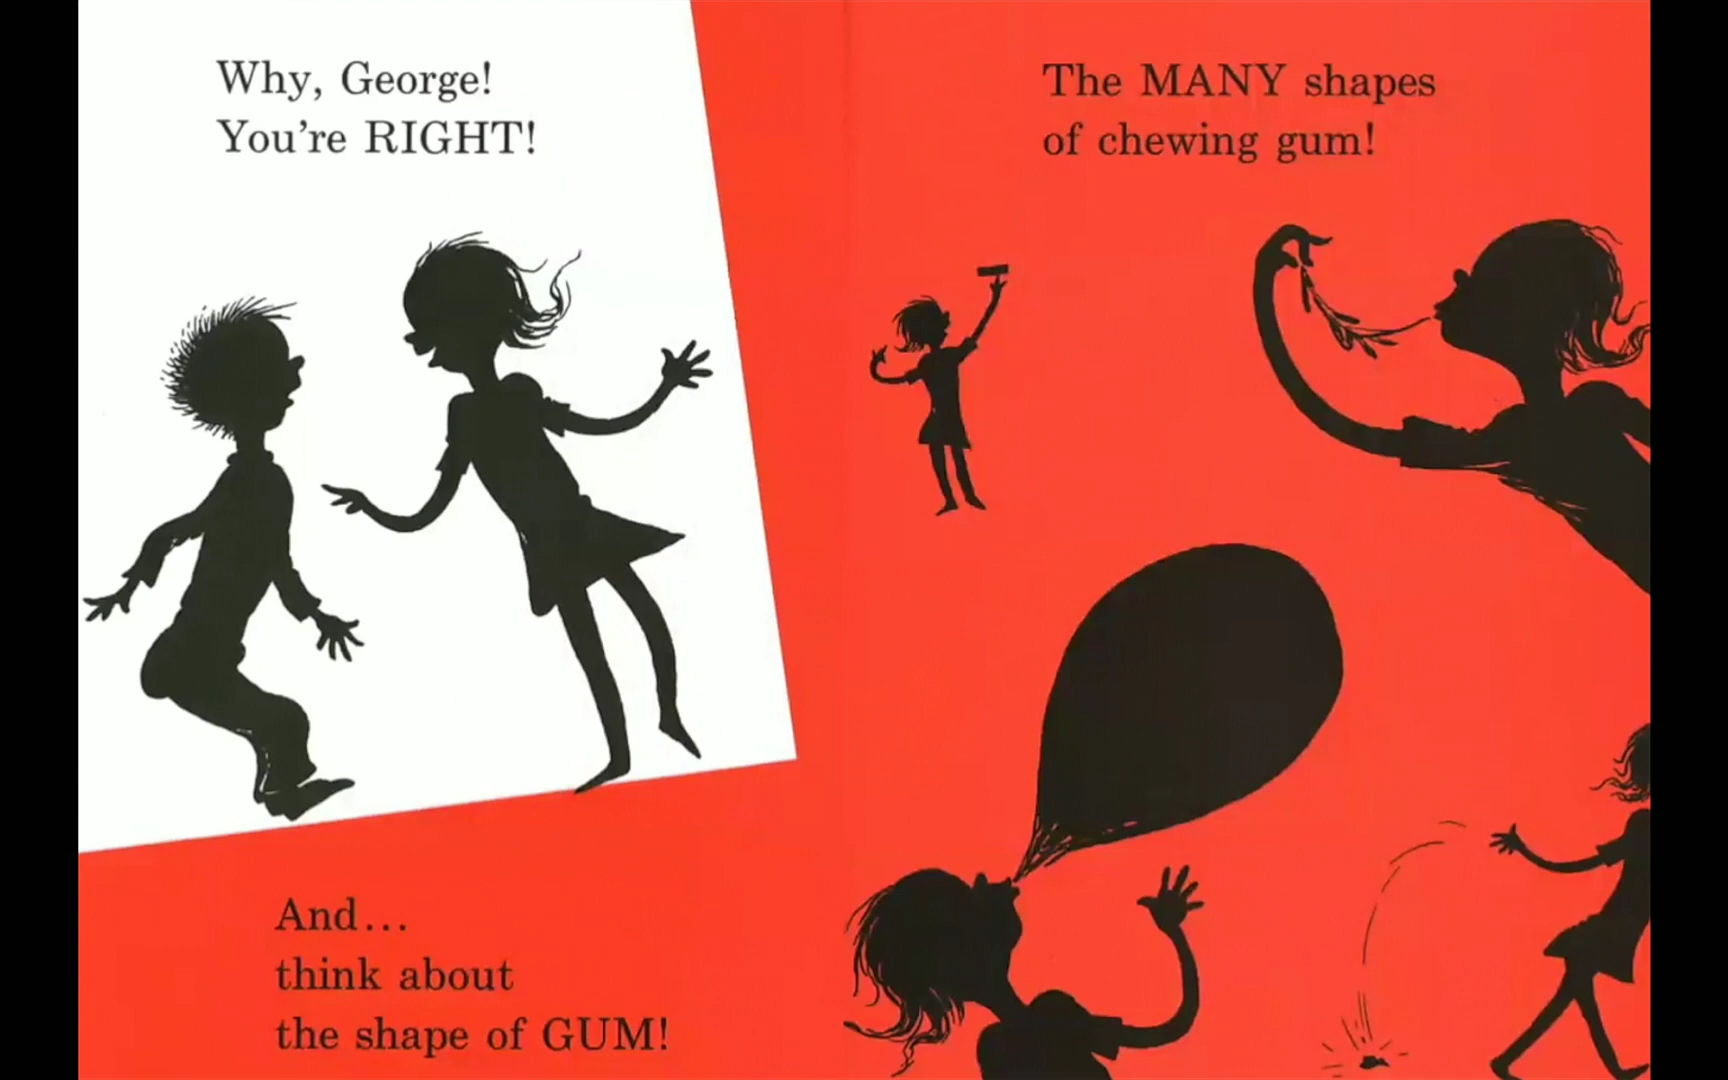 Why, George!
You're RIGHT!
And...
think about
the shape of GUM!
The MANY shapes
of chewing gum!